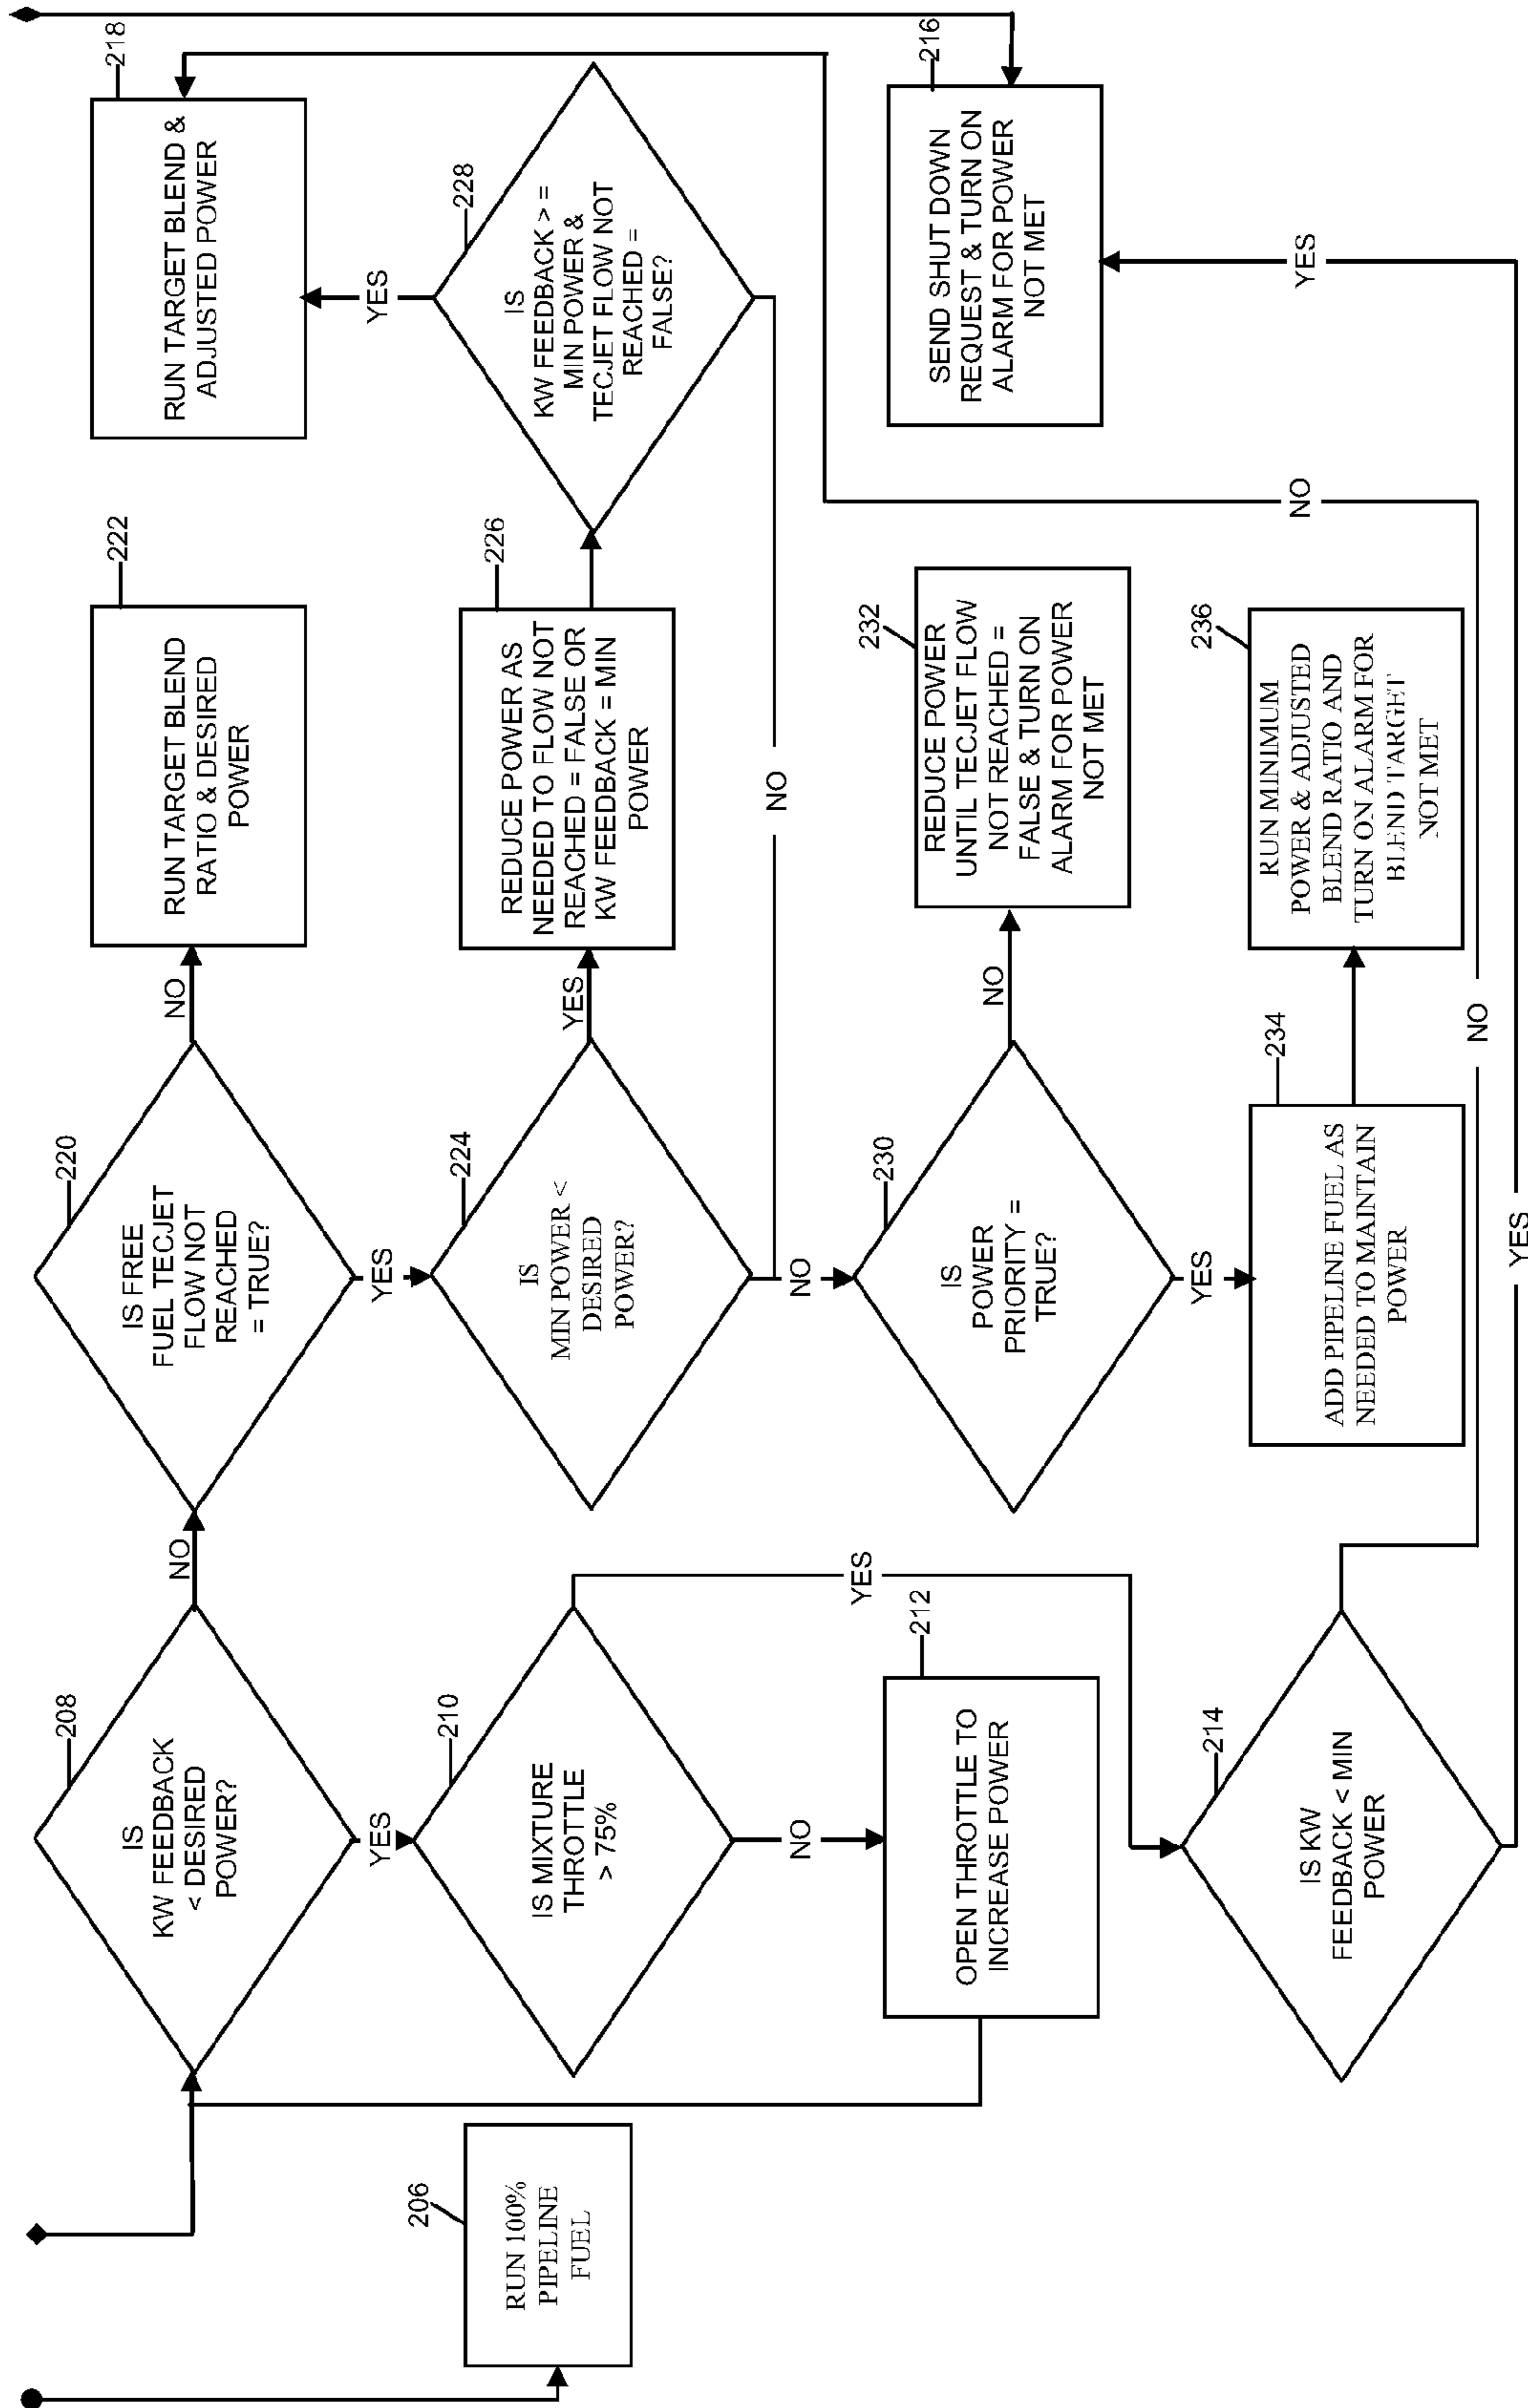 206
RUN 100%
PIPELINE
FUEL
208
IS
KW FEEDBACK
< DESIRED
POWER?
NO
YES
210
IS MIXTURE
THROTTLE
> 75%
YES
NO
212
OPEN THROTTLE TO
INCREASE POWER
214
IS KW
FEEDBACK < MIN
POWER
NO
NO
YES
YES
216
SEND SHUT DOWN
REQUEST & TURN ON
ALARM FOR POWER
NOT MET
218
RUN TARGET BLEND &
ADJUSTED POWER
220
IS FREE
FUEL TECJET
FLOW NOT
REACHED
= TRUE?
NO
YES
222
RUN TARGET BLEND
RATIO & DESIRED
POWER
224
IS
MIN POWER <
DESIRED
POWER?
YES
NO
226
REDUCE POWER AS
NEEDED TO FLOW NOT
REACHED = FALSE OR
KW FEEDBACK = MIN
POWER
228
IS
KW FEEDBACK > =
MIN POWER &
TECJET FLOW NOT
REACHED =
FALSE?
YES
NO
230
IS
POWER
PRIORITY =
TRUE?
NO
YES
232
REDUCE POWER
UNTIL TECJET FLOW
NOT REACHED =
FALSE & TURN ON
ALARM FOR POWER
NOT MET
234
ADD PIPELINE FUEL AS
NEEDED TO MAINTAIN
POWER
236
RUN MINIMUM
POWER & ADJUSTED
BLEND RATIO AND
TURN ON ALARM FOR
BLEND TARGET
NOT MET